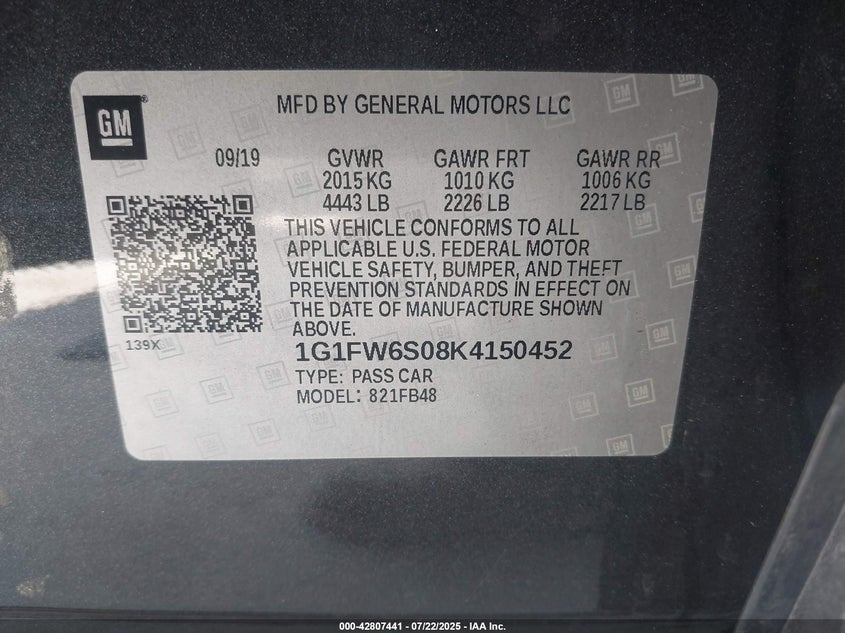 GM
MFD BY GENERAL MOTORS LLC
09/19 GVWR GAWR FRT GAWR RR
2015 KG 1010 KG 1006 KG
4443 LB 2226 LB 2217 LB
THIS VEHICLE CONFORMS TO ALL
APPLICABLE U.S. FEDERAL MOTOR
VEHICLE SAFETY, BUMPER, AND THEFT
PREVENTION STANDARDS IN EFFECT ON
THE DATE OF MANUFACTURE SHOWN
ABOVE.
139X
1G1FW6S08K4150452
TYPE: PASS CAR
MODEL: 821FB48
000-42807441 - 07/22/2025 - IAA Inc.